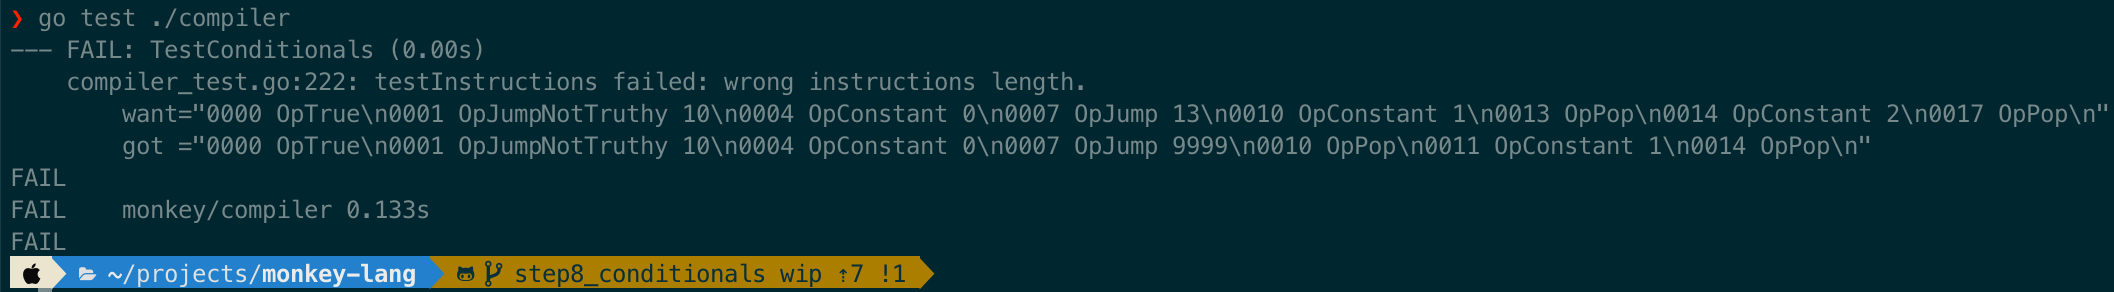 ❯ go test ./compiler
--- FAIL: TestConditionals (0.00s)
    compiler_test.go:222: testInstructions failed: wrong instructions length.
        want="0000 OpTrue\n0001 OpJumpNotTruthy 10\n0004 OpConstant 0\n0007 OpJump 13\n0010 OpConstant 1\n0013 OpPop\n0014 OpConstant 2\n0017 OpPop\n"
        got ="0000 OpTrue\n0001 OpJumpNotTruthy 10\n0004 OpConstant 0\n0007 OpJump 9999\n0010 OpPop\n0011 OpConstant 1\n0014 OpPop\n"
FAIL
FAIL    monkey/compiler 0.133s
FAIL
~/projects/monkey-lang step8_conditionals wip ⇡7 !1